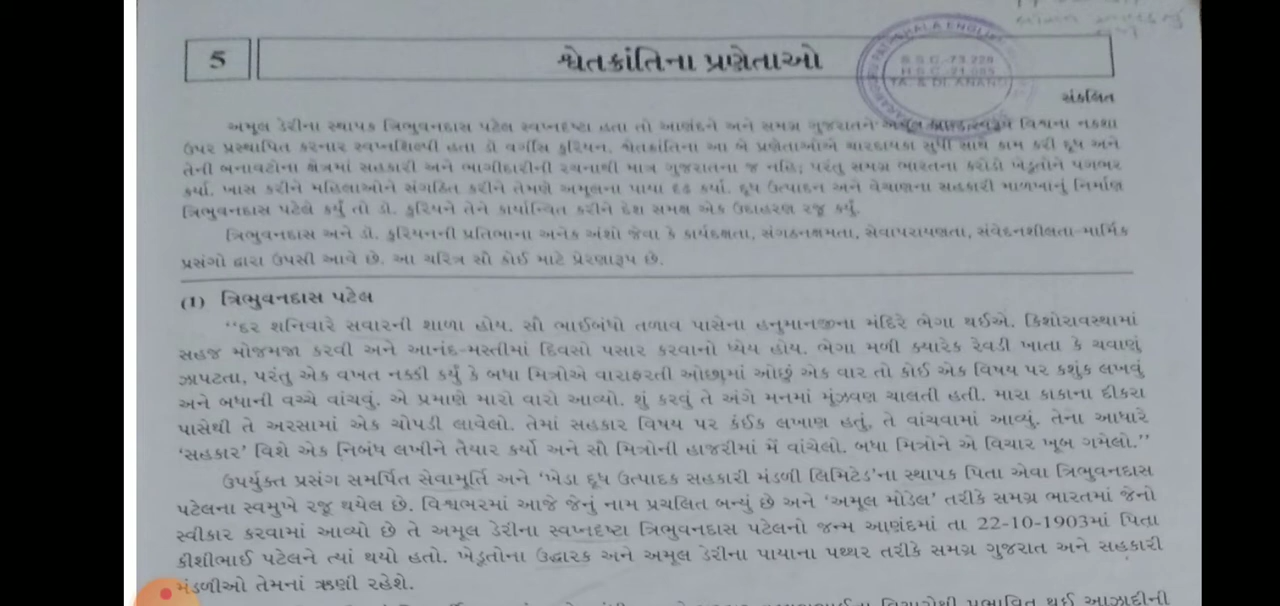 5
શ્વેતક્રાંતિના પ્રણેતાઓ
સંકલિત
અમૂલ ડેરીના સ્થાપક ત્રિભુવનદાસ પટેલ સ્વપ્નદૃષ્ટા હતા તો આણંદને અને સમગ્ર ગુજરાતને અમૂલ બ્રાન્ડ સ્વરૂપે વિશ્વના નકશા
ઉપર પ્રસ્થાપિત કરનાર સ્વપ્નશિલ્પી હતા ડૉ વર્ગીસ કુરિયન. શ્વેતક્રાંતિના આ બે પ્રણેતાઓએ ચારદાયકા સુધી સાથે કામ કરી દૂધ અને
તેની બનાવટોના ક્ષેત્રમાં સહકારી અને ભાગીદારીની રચનાથી માત્ર ગુજરાતના જ નહિ; પરંતુ સમગ્ર ભારતના કરોડો ખેડૂતોને પગભર
કર્યા. ખાસ કરીને મહિલાઓને સંગઠિત કરીને તેમણે અમૂલના પાયા દૃઢ કર્યા. દૂધ ઉત્પાદન અને વેચાણના સહકારી માળખાનું નિર્માણ
ત્રિભુવનદાસ પટેલે કર્યું તો ડૉ. કુરિયને તેને કાર્યાન્વિત કરીને દેશ સમક્ષ એક ઉદાહરણ રજૂ કર્યું.
ત્રિભુવનદાસ અને ડૉ. કુરિયનની પ્રતિભાના અનેક અંશો જેવા કે કાર્યદક્ષતા, સંગઠનક્ષમતા, સેવાપરાયણતા, સંવેદનશીલતા-માર્મિક
પ્રસંગો દ્વારા ઉપસી આવે છે. આ ચરિત્ર સૌ કોઈ માટે પ્રેરણારૂપ છે.
(1) ત્રિભુવનદાસ પટેલ
“દર શનિવારે સવારની શાળા હોય. સૌ ભાઈબંધો તળાવ પાસેના હનુમાનજીના મંદિરે ભેગા થઈએ. કિશોરાવસ્થામાં
સહજ મોજમજા કરવી અને આનંદ-મસ્તીમાં દિવસો પસાર કરવાનો ધ્યેય હોય. ભેગા મળી ક્યારેક રેવડી ખાતા કે ચવાણું
ઝાપટતા, પરંતુ એક વખત નક્કી કર્યું કે બધા મિત્રોએ વારાફરતી ઓછામાં ઓછું એક વાર તો કોઈ એક વિષય પર કશુંક લખવું
અને બધાની વચ્ચે વાંચવું. એ પ્રમાણે મારો વારો આવ્યો. શું કરવું તે અંગે મનમાં મૂંઝવણ ચાલતી હતી. મારા કાકાના દીકરા
પાસેથી તે અરસામાં એક ચોપડી લાવેલો. તેમાં સહકાર વિષય પર કંઈક લખાણ હતું, તે વાંચવામાં આવ્યું. તેના આધારે
‘સહકાર’ વિશે એક નિબંધ લખીને તૈયાર કર્યો અને સૌ મિત્રોની હાજરીમાં મેં વાંચેલો. બધા મિત્રોને એ વિચાર ખૂબ ગમેલો.”
ઉપર્યુક્ત પ્રસંગ સમર્પિત સેવામૂર્તિ અને ‘ખેડા દૂધ ઉત્પાદક સહકારી મંડળી લિમિટેડ’ના સ્થાપક પિતા એવા ત્રિભુવનદાસ
પટેલના સ્વમુખે રજૂ થયેલ છે. વિશ્વભરમાં આજે જેનું નામ પ્રચલિત બન્યું છે અને ‘અમૂલ મોડેલ’ તરીકે સમગ્ર ભારતમાં જેનો
સ્વીકાર કરવામાં આવ્યો છે તે અમૂલ ડેરીના સ્વપ્નદૃષ્ટા ત્રિભુવનદાસ પટેલનો જન્મ આણંદમાં તા 22-10-1903માં પિતા
કીશીભાઈ પટેલને ત્યાં થયો હતો. ખેડૂતોના ઉદ્ધારક અને અમૂલ ડેરીના પાયાના પથ્થર તરીકે સમગ્ર ગુજરાત અને સહકારી
મંડળીઓ તેમનાં ઋણી રહેશે.